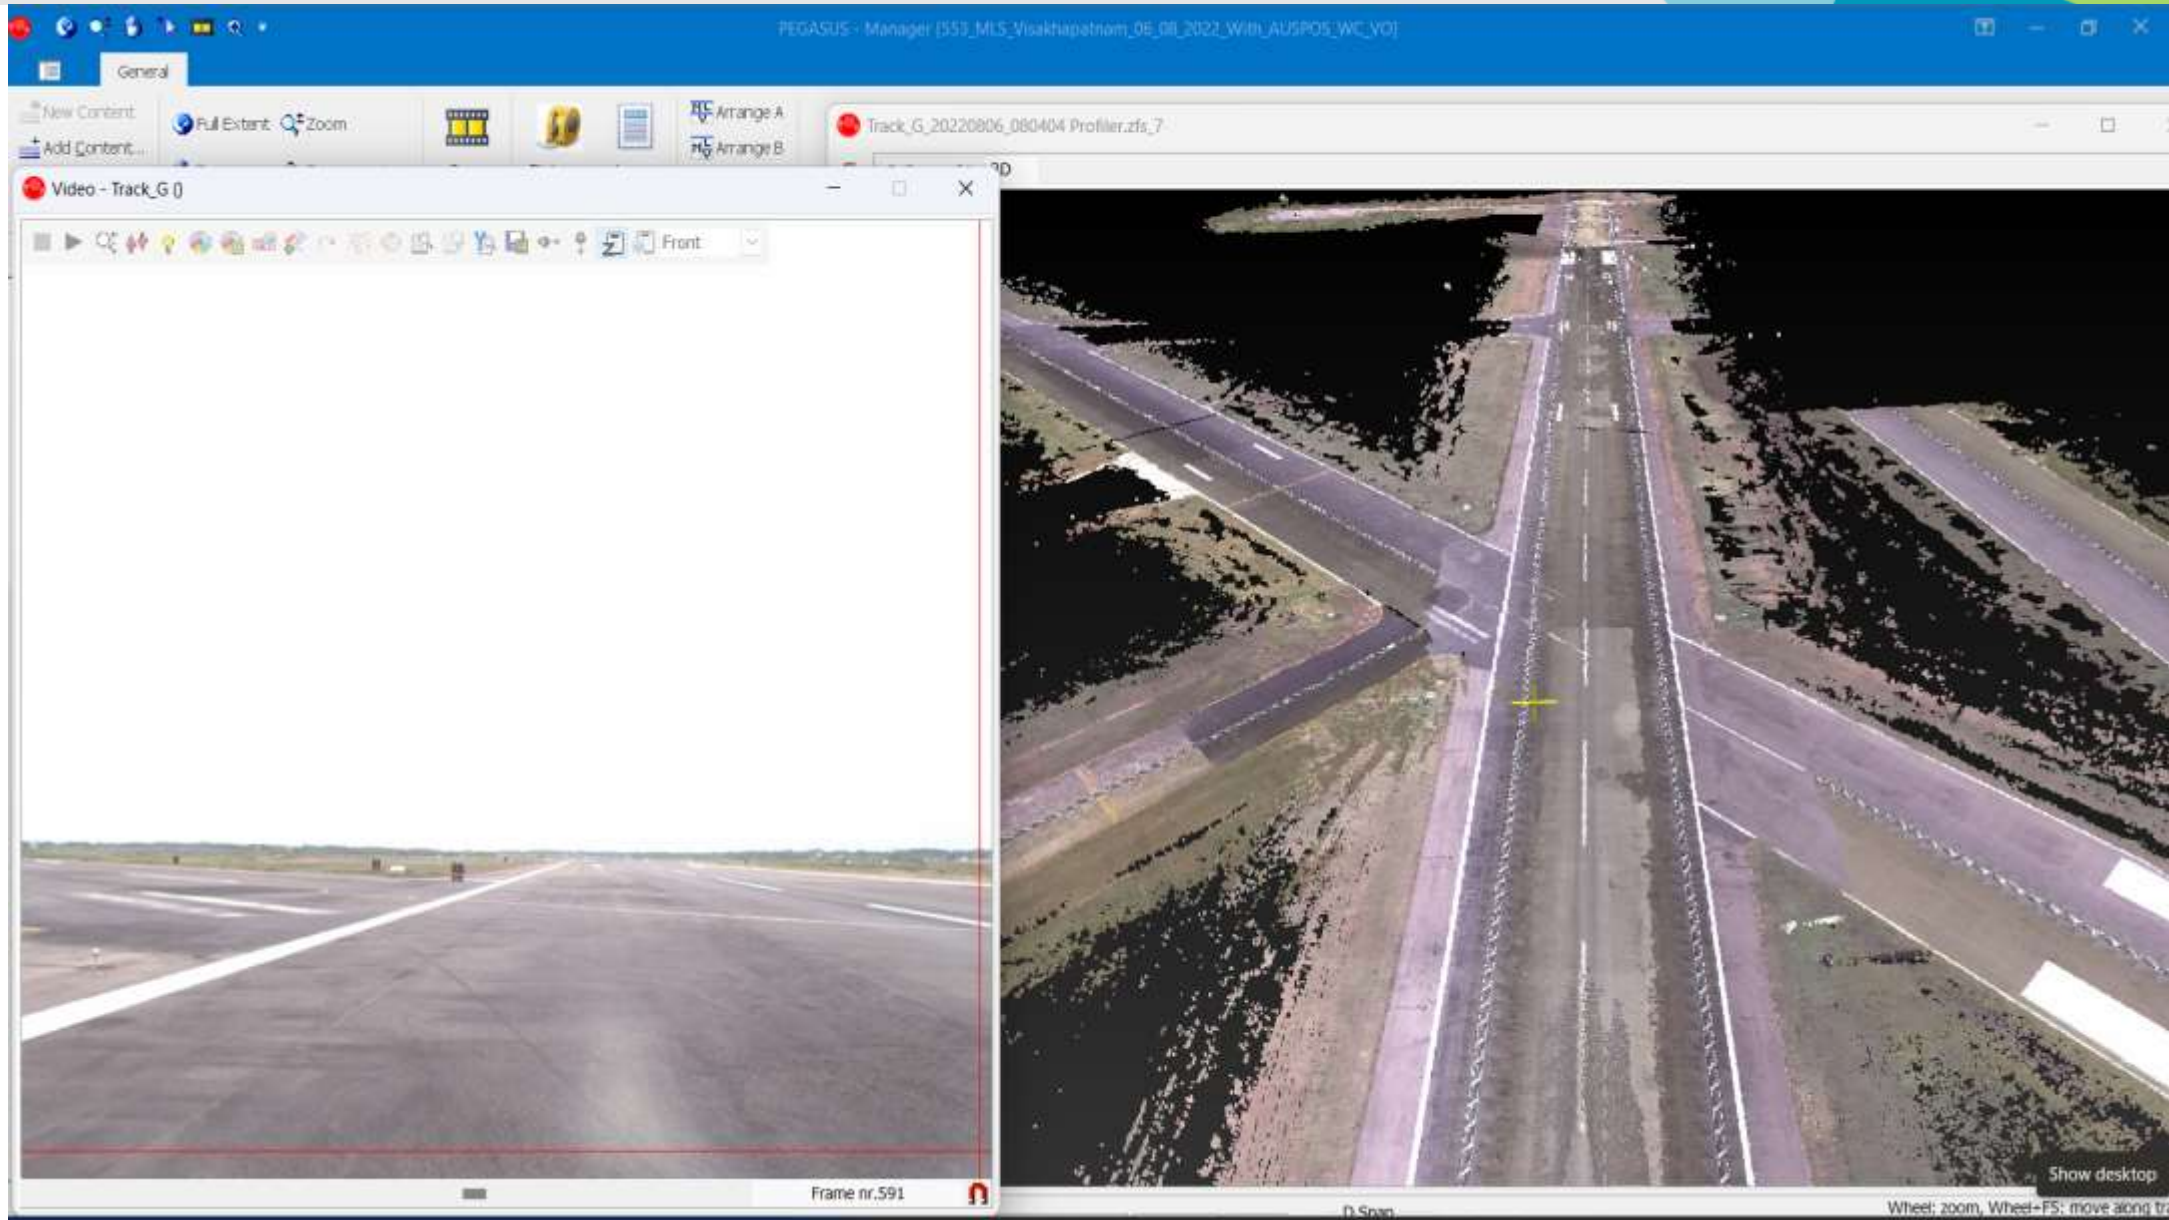 PEGASUS - Manager [553_MLS_Visakhapatnam_06_08_2022_With_AUSPOS_WC_VO]
General
New Content
Add Content...
Full Extent
Zoom
Arrange A
Arrange B
Track_G_20220806_080404 Profiler.zfs_7
Video - Track_G ()
Front
Frame nr.591
Show desktop
Wheel: zoom, Wheel+FS: move along